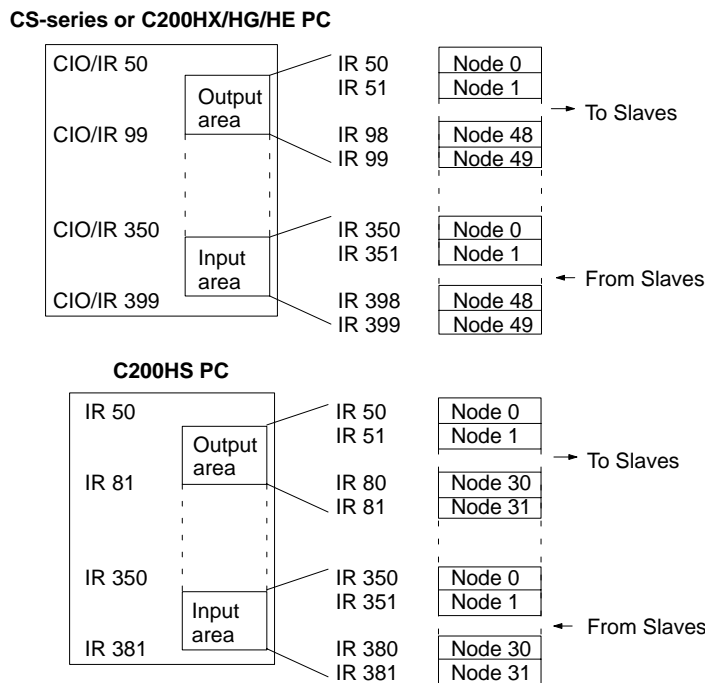 CS-series or C200HX/HG/HE PC
CIO/IR 50
IR 50
Node 0
Output
area
IR 51
Node 1
To Slaves
CIO/IR 99
IR 98
Node 48
IR 99
Node 49
CIO/IR 350
IR 350
Node 0
Input
area
IR 351
Node 1
From Slaves
CIO/IR 399
IR 398
Node 48
IR 399
Node 49
C200HS PC
IR 50
IR 50
Node 0
Output
area
IR 51
Node 1
To Slaves
IR 81
IR 80
Node 30
IR 81
Node 31
IR 350
IR 350
Node 0
Input
area
IR 351
Node 1
From Slaves
IR 381
IR 380
Node 30
IR 381
Node 31